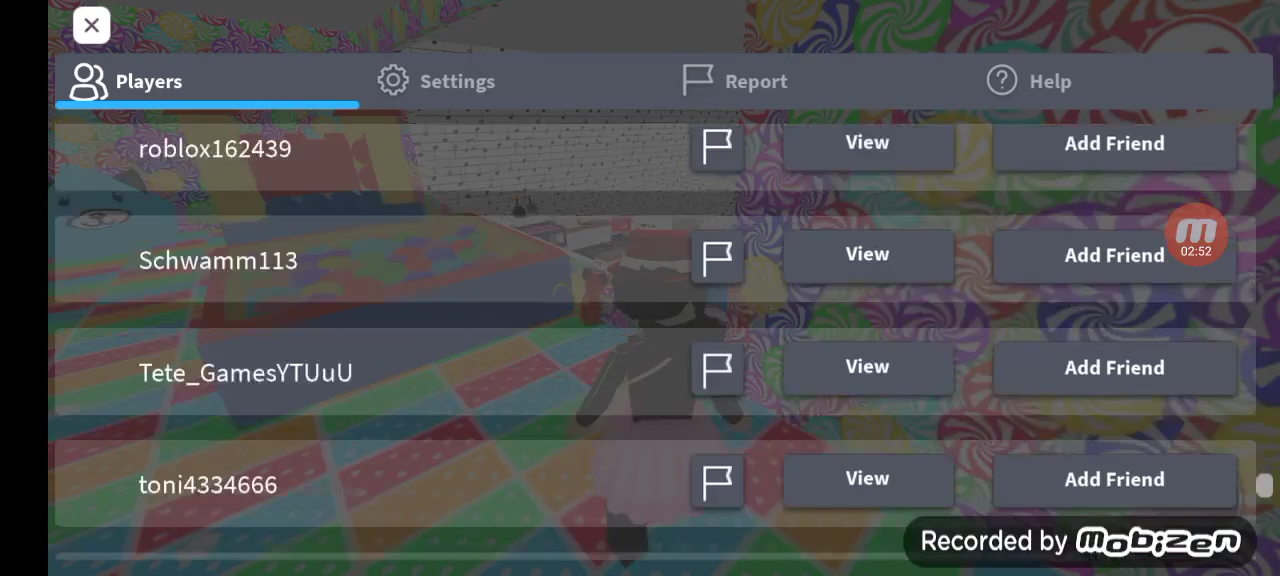 Players Settings Report Help
roblox162439 View Add Friend
02:52
Schwamm113 View Add Friend
Tete_GamesYTUuU View Add Friend
toni4334666 View Add Friend
Recorded by mobizen